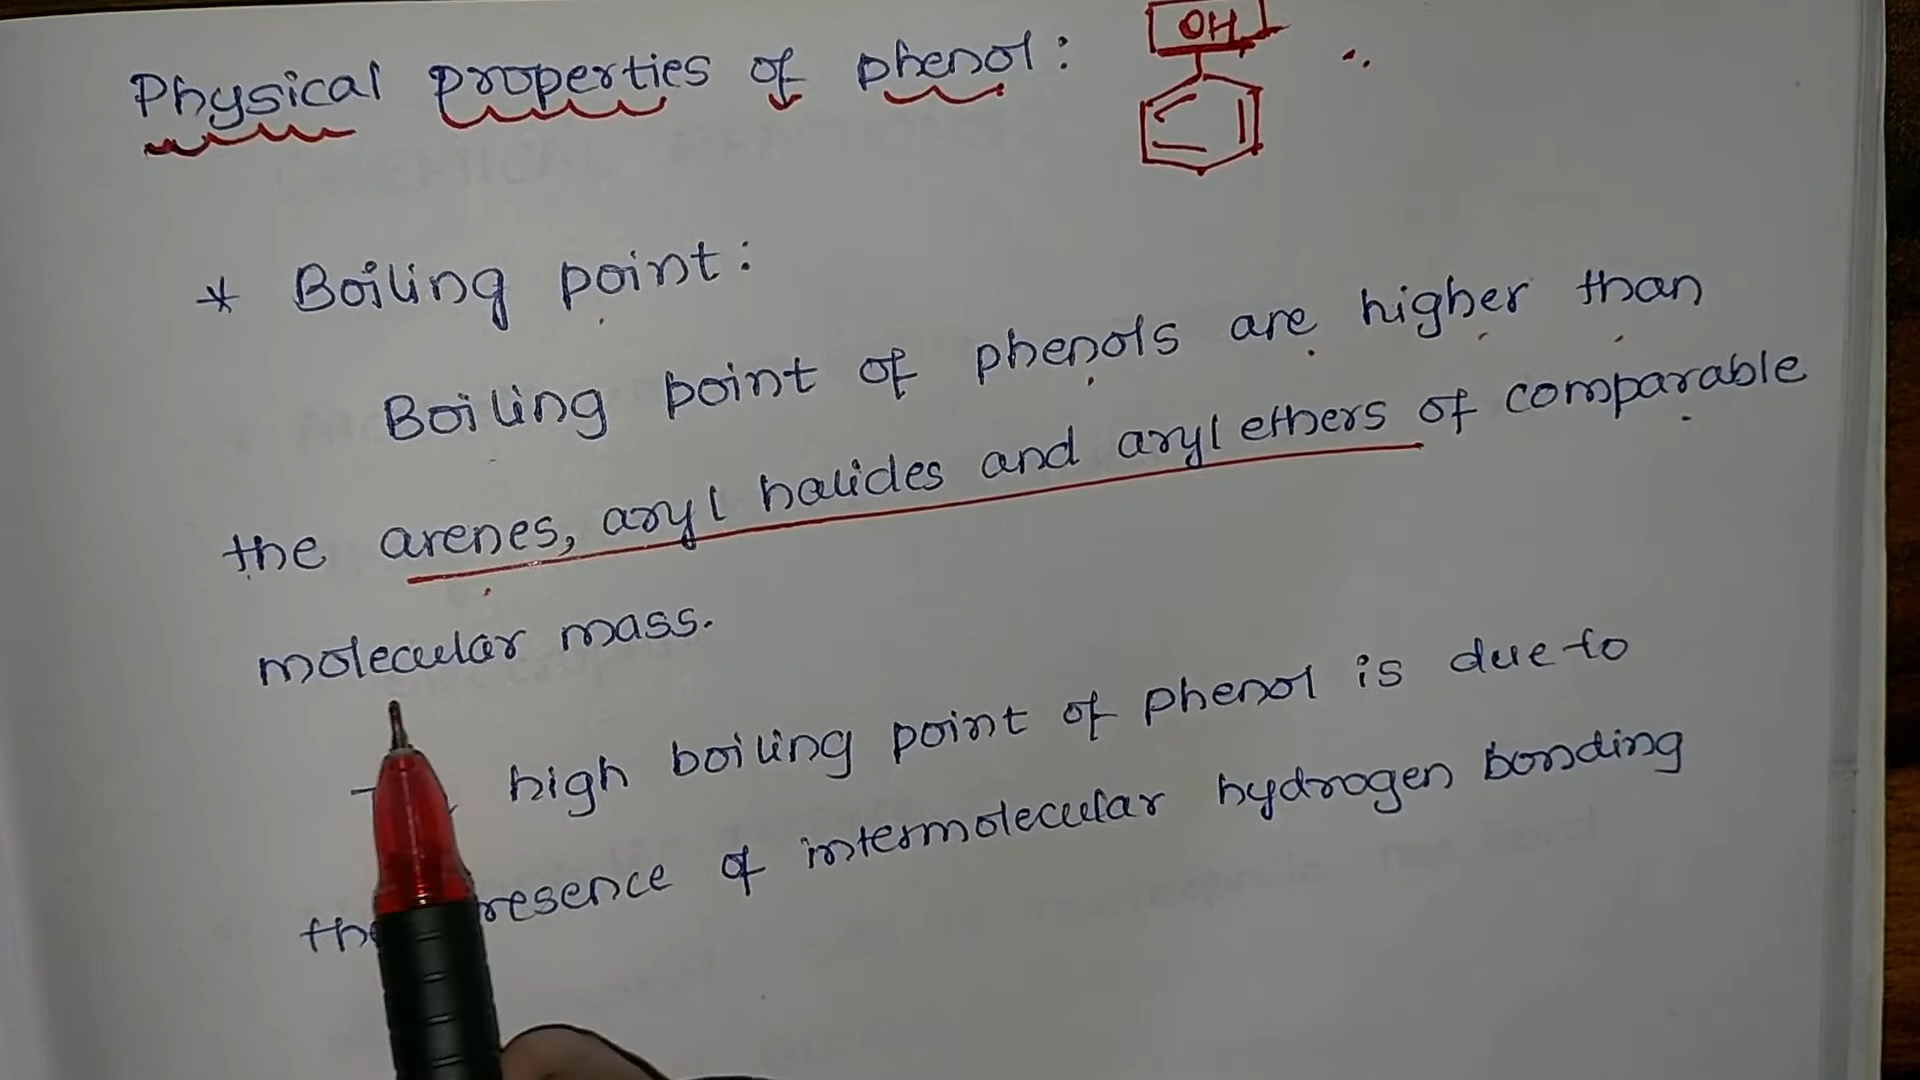 Physical properties of phenol:
OH
* Boiling point:
Boiling point of phenols are higher than
the arenes, aryl halides and aryl ethers of comparable
molecular mass.
high boiling point of phenol is due to
resence of intermolecular hydrogen bonding